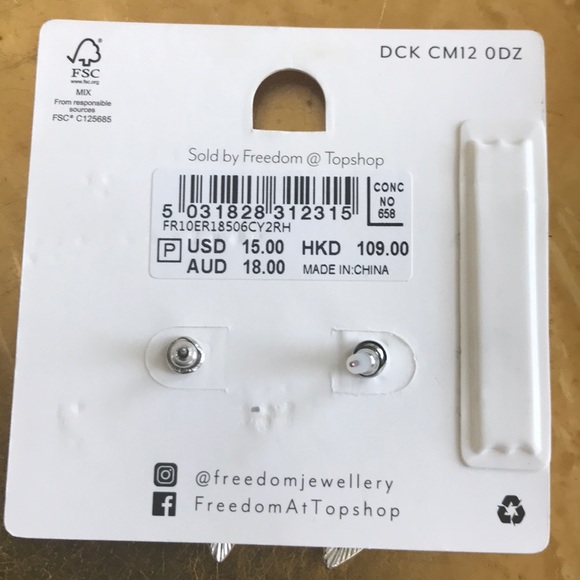 FSC
www.fsc.org
MIX
From responsible
sources
FSC® C125685
DCK CM12 0DZ
Sold by Freedom @ Topshop
5 031828 312315
CONC
NO
658
FR10ER18506CY2RH
P USD 15.00 HKD 109.00
AUD 18.00 MADE IN:CHINA
@freedomjewellery
FreedomAtTopshop